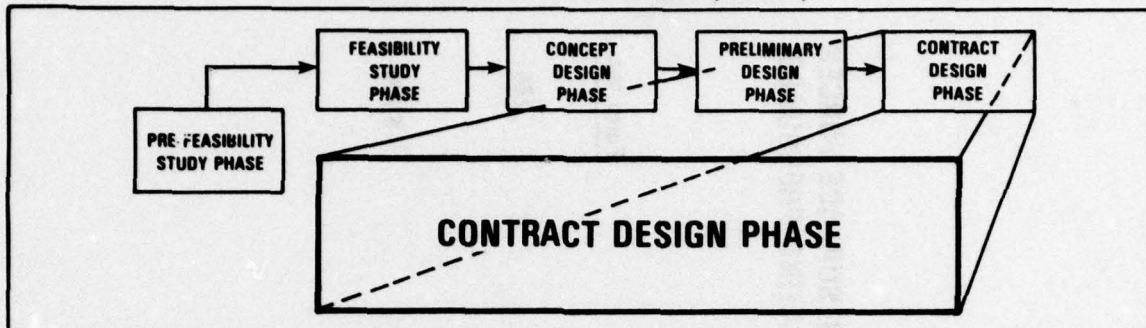 FEASIBILITY
STUDY
PHASE
CONCEPT
DESIGN
PHASE
PRELIMINARY
DESIGN
PHASE
CONTRACT
DESIGN
PHASE
PRE-FEASIBILITY
STUDY PHASE
CONTRACT DESIGN PHASE